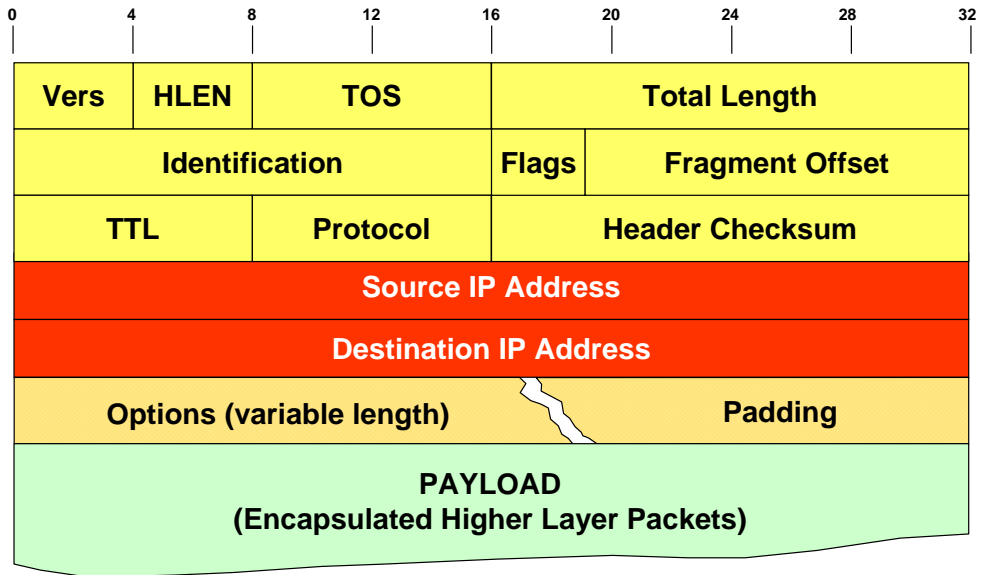 0 4 8 12 16 20 24 28 32
Vers HLEN TOS Total Length
Identification Flags Fragment Offset
TTL Protocol Header Checksum
Source IP Address
Destination IP Address
Options (variable length) Padding
PAYLOAD
(Encapsulated Higher Layer Packets)